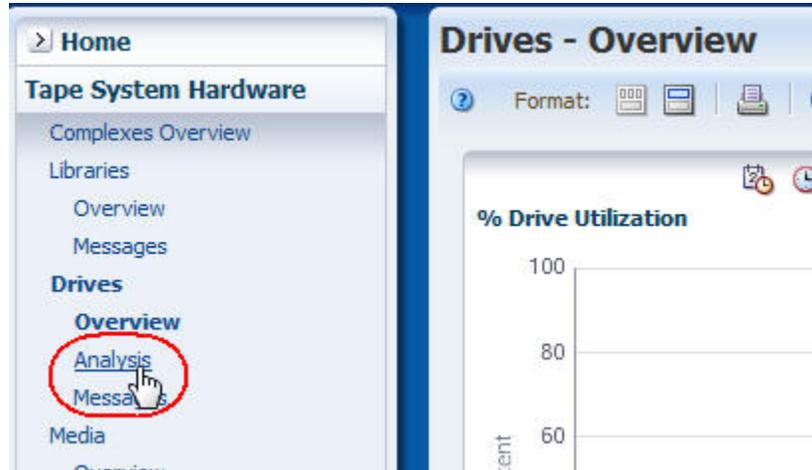 Home
Tape System Hardware
Complexes Overview
Libraries
Overview
Messages
Drives
Overview
Analysis
Media
Drives - Overview
Format:
% Drive Utilization
100
80
60